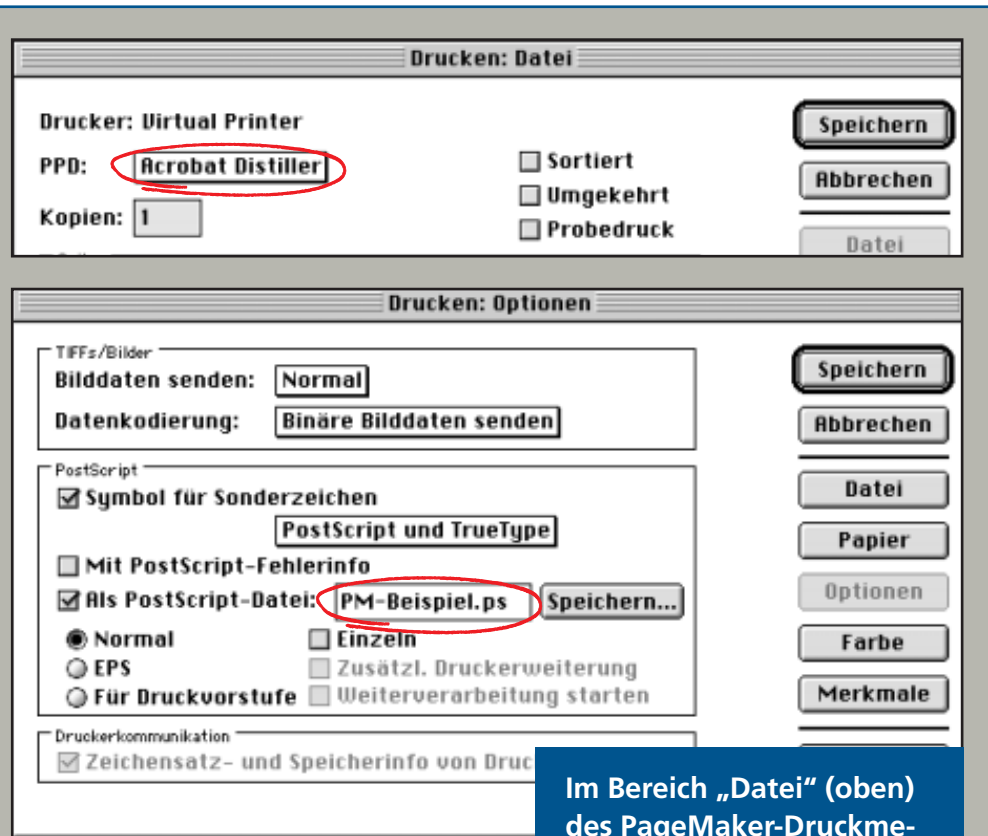 Drucken: Datei
Drucker: Virtual Printer
Speichern
PPD: Acrobat Distiller
Sortiert
Abbrechen
Umgekehrt
Kopien: 1
Probedruck
Datei
Drucken: Optionen
TIFFs/Bilder
Bilddaten senden: Normal
Speichern
Datenkodierung: Binäre Bilddaten senden
Abbrechen
PostScript
Symbol für Sonderzeichen
Datei
PostScript und TrueType
Papier
Mit PostScript-Fehlerinfo
Als PostScript-Datei: PM-Beispiel.ps Speichern...
Optionen
Normal Einzeln
Farbe
EPS Zusätzl. Druckerweiterung
Für Druckvorstufe Weiterverarbeitung starten
Merkmale
Druckerkommunikation
Zeichensatz- und Speicherinfo von Druc
Im Bereich „Datei“ (oben)
des PageMaker-Druckme-